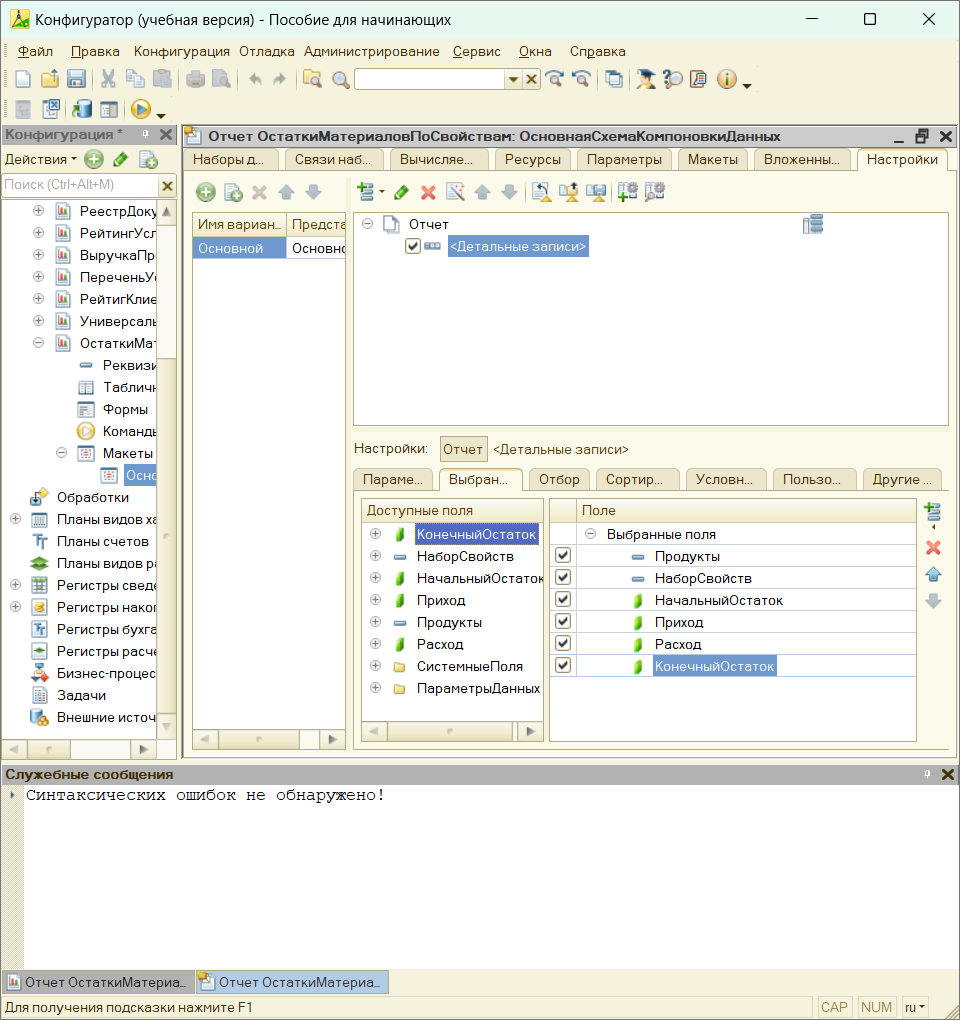 Конфигуратор (учебная версия) - Пособие для начинающих
Файл Правка Конфигурация Отладка Администрирование Сервис Окна Справка
Конфигурация *
Действия
Поиск (Ctrl+Alt+M)
РеестрДоку
РейтингУсл
ВыручкаПр
ПереченьУ
РейтигКлие
Универсаль
ОстаткиМат
Реквизи
Табличн
Формы
Команды
Макеты
Осно
Обработки
Планы видов ха
Планы счетов
Планы видов ра
Регистры сведе
Регистры накоп
Регистры бухга
Регистры расче
Бизнес-процес
Задачи
Внешние источ
Отчет ОстаткиМатериаловПоСвойствам: ОсновнаяСхемаКомпоновкиДанных
Наборы д... Связи наб... Вычисляе... Ресурсы Параметры Макеты Вложенны... Настройки
Имя вариан... Предста
Основной Основно
Отчет
<Детальные записи>
Настройки: Отчет <Детальные записи>
Параме... Выбран... Отбор Сортир... Условн... Пользо... Другие ...
Доступные поля
КонечныйОстаток
НаборСвойств
НачальныйОстаток
Приход
Продукты
Расход
СистемныеПоля
ПараметрыДанных
Поле
Выбранные поля
Продукты
НаборСвойств
НачальныйОстаток
Приход
Расход
КонечныйОстаток
Служебные сообщения
Синтаксических ошибок не обнаружено!
Отчет ОстаткиМатериа... Отчет ОстаткиМатериа...
Для получения подсказки нажмите F1 CAP NUM ru